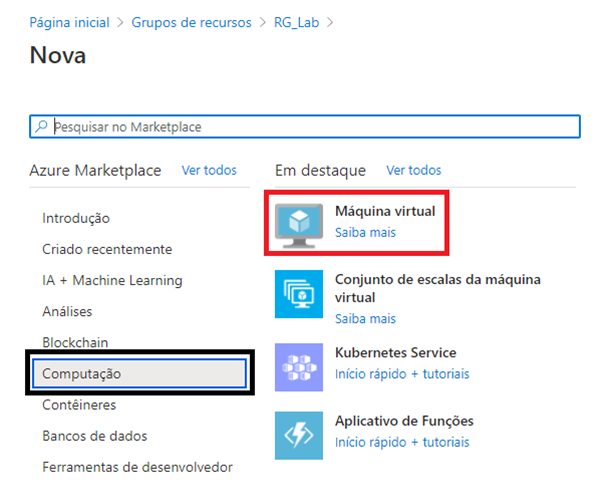 Página inicial > Grupos de recursos > RG_Lab >
Nova
Pesquisar no Marketplace
Azure Marketplace Ver todos
Introdução
Criado recentemente
IA + Machine Learning
Análises
Blockchain
Computação
Contêineres
Bancos de dados
Ferramentas de desenvolvedor
Em destaque Ver todos
Máquina virtual
Saiba mais
Conjunto de escalas da máquina
virtual
Saiba mais
Kubernetes Service
Início rápido + tutoriais
Aplicativo de Funções
Início rápido + tutoriais